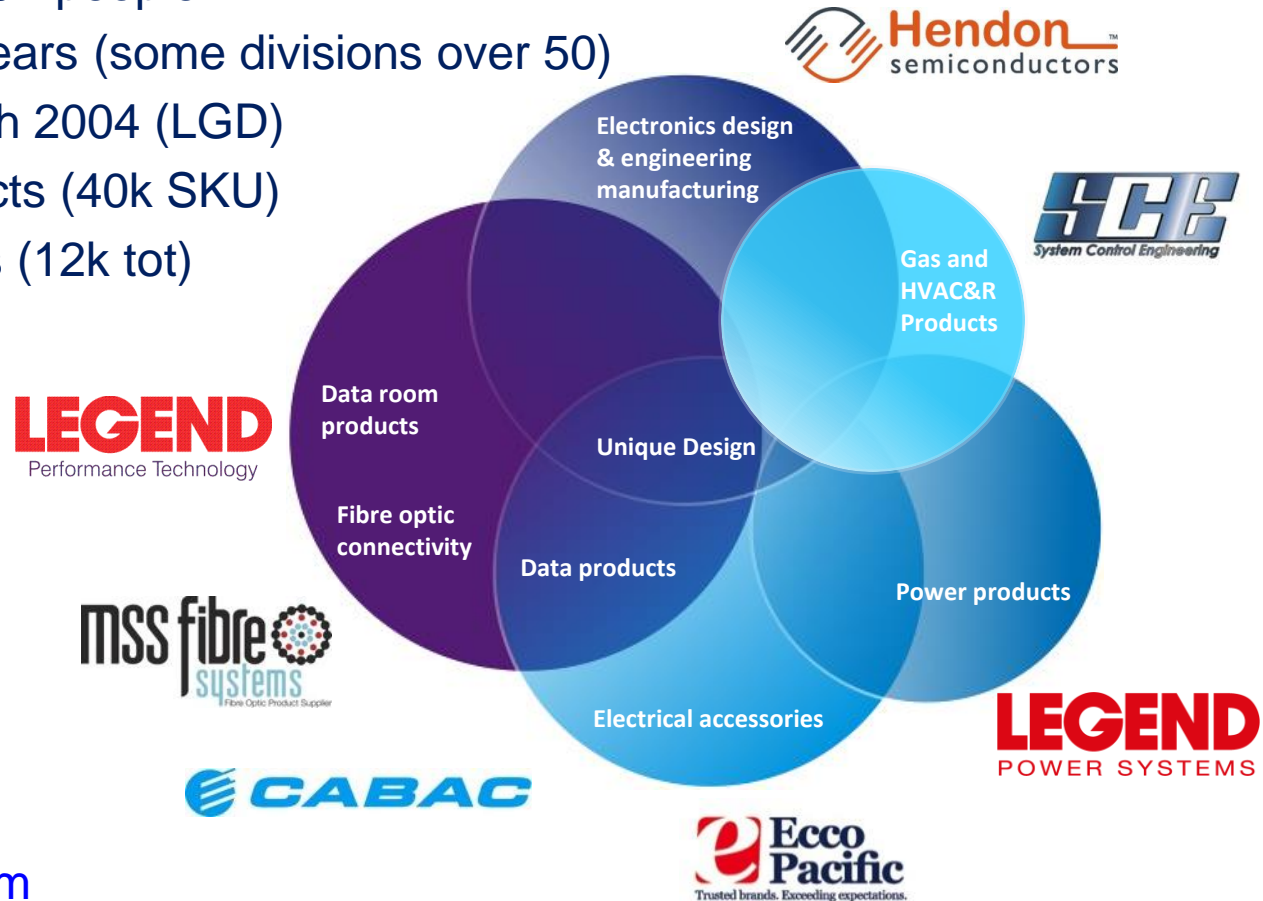 people
ears (some divisions over 50)
h 2004 (LGD)
cts (40k SKU)
s (12k tot)
Hendon™
semiconductors
Electronics design
& engineering
manufacturing
SCE
System Control Engineering
Gas and
HVAC&R
Products
LEGEND
Performance Technology
Data room
products
Unique Design
Fibre optic
connectivity
Data products
Power products
mss fibre
systems
Fibre Optic Product Supplier
Electrical accessories
LEGEND
POWER SYSTEMS
CABAC
Ecco
Pacific
Trusted brands. Exceeding expectations.
m